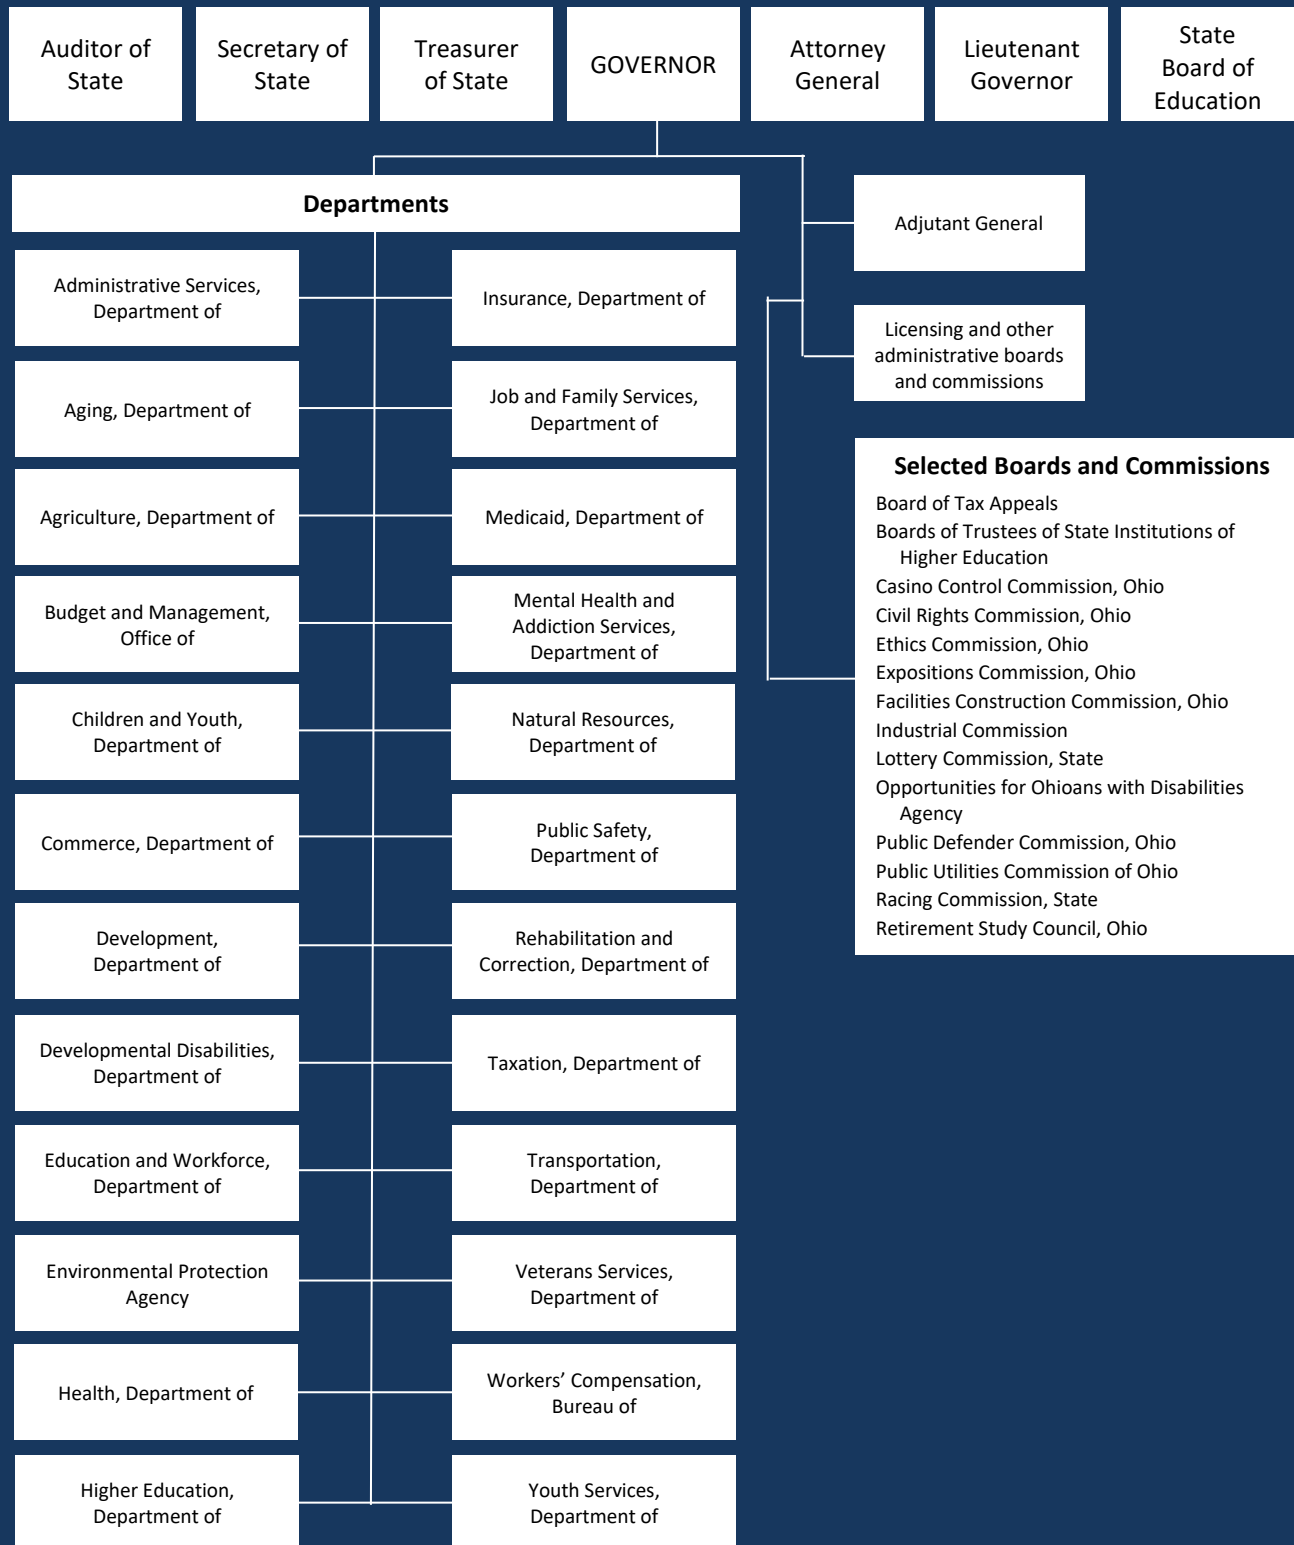 Auditor of
State
Secretary of
State
Treasurer
of State
GOVERNOR
Attorney
General
Lieutenant
Governor
State
Board of
Education
Departments
Administrative Services,
Department of
Aging, Department of
Agriculture, Department of
Budget and Management,
Office of
Children and Youth,
Department of
Commerce, Department of
Development,
Department of
Developmental Disabilities,
Department of
Education and Workforce,
Department of
Environmental Protection
Agency
Health, Department of
Higher Education,
Department of
Insurance, Department of
Job and Family Services,
Department of
Medicaid, Department of
Mental Health and
Addiction Services,
Department of
Natural Resources,
Department of
Public Safety,
Department of
Rehabilitation and
Correction, Department of
Taxation, Department of
Transportation,
Department of
Veterans Services,
Department of
Workers’ Compensation,
Bureau of
Youth Services,
Department of
Adjutant General
Licensing and other
administrative boards
and commissions
Selected Boards and Commissions
Board of Tax Appeals
Boards of Trustees of State Institutions of
Higher Education
Casino Control Commission, Ohio
Civil Rights Commission, Ohio
Ethics Commission, Ohio
Expositions Commission, Ohio
Facilities Construction Commission, Ohio
Industrial Commission
Lottery Commission, State
Opportunities for Ohioans with Disabilities
Agency
Public Defender Commission, Ohio
Public Utilities Commission of Ohio
Racing Commission, State
Retirement Study Council, Ohio